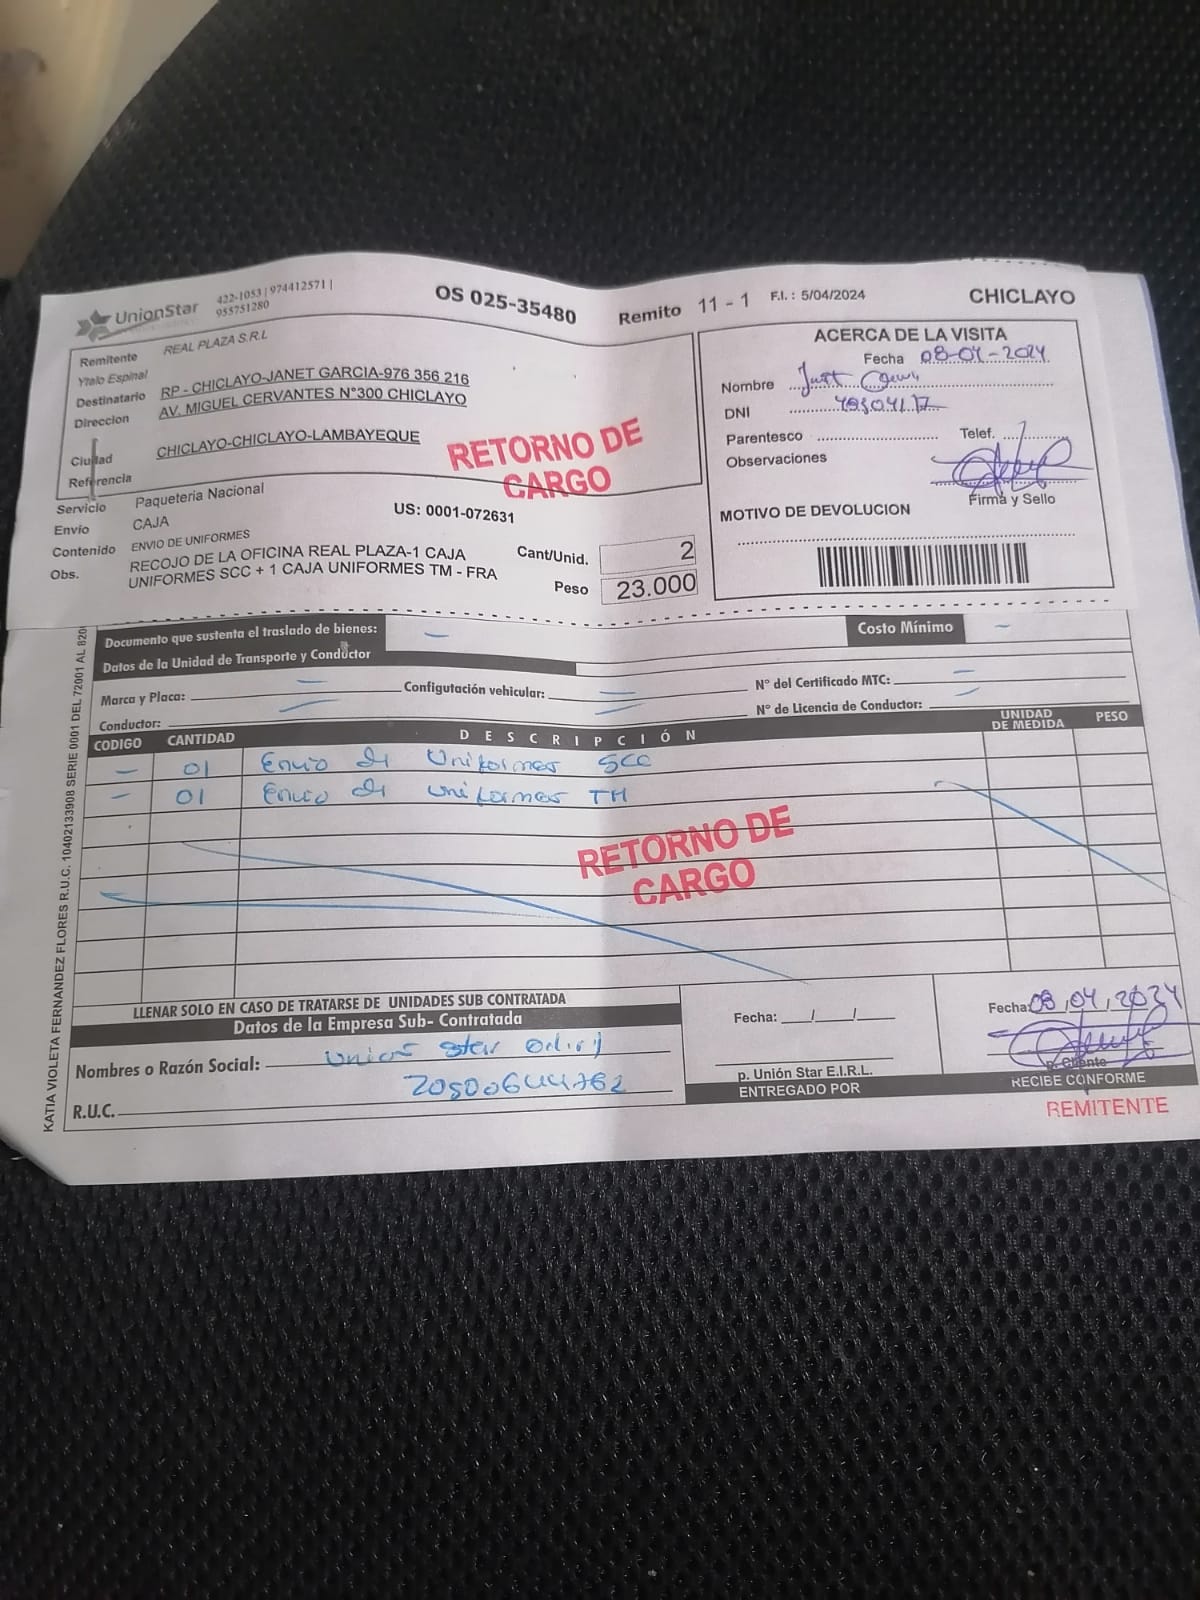 UnionStar
422-1053 | 974412571 |
955751280
OS 025-35480
Remito 11 - 1
F.I. : 5/04/2024
CHICLAYO
Remitente REAL PLAZA S.R.L
Ytalo Espinal
Destinatario RP - CHICLAYO-JANET GARCIA-976 356 216
Direccion AV. MIGUEL CERVANTES N°300 CHICLAYO
Ciudad CHICLAYO-CHICLAYO-LAMBAYEQUE
Referencia
RETORNO DE
CARGO
Servicio Paquetería Nacional
Envío CAJA
US: 0001-072631
Contenido ENVIO DE UNIFORMES
Obs. RECOJO DE LA OFICINA REAL PLAZA-1 CAJA
UNIFORMES SCC + 1 CAJA UNIFORMES TM - FRA
Cant/Unid. 2
Peso 23.000
ACERCA DE LA VISITA
Fecha 08-04-2024
Nombre
DNI
Parentesco Telef.
Observaciones
Firma y Sello
MOTIVO DE DEVOLUCION
Documento que sustenta el traslado de bienes: –
Costo Mínimo –
Datos de la Unidad de Transporte y Conductor
Marca y Placa: Configutación vehicular: N° del Certificado MTC:
Conductor: N° de Licencia de Conductor:
CODIGO CANTIDAD DESCRIPCIÓN UNIDAD DE MEDIDA PESO
– 01 Envio de Uniformes SCC
– 01 Envio de Uniformes TM
RETORNO DE
CARGO
KATIA VIOLETA FERNANDEZ FLORES R.U.C. 10402133908 SERIE 0001 DEL 72001 AL
LLENAR SOLO EN CASO DE TRATARSE DE UNIDADES SUB CONTRATADA
Datos de la Empresa Sub- Contratada
Nombres o Razón Social: Union Star
R.U.C.
Fecha: __/__/__
p. Unión Star E.I.R.L.
ENTREGADO POR
Fecha: 08,04,2024
p. Cliente
RECIBE CONFORME
REMITENTE